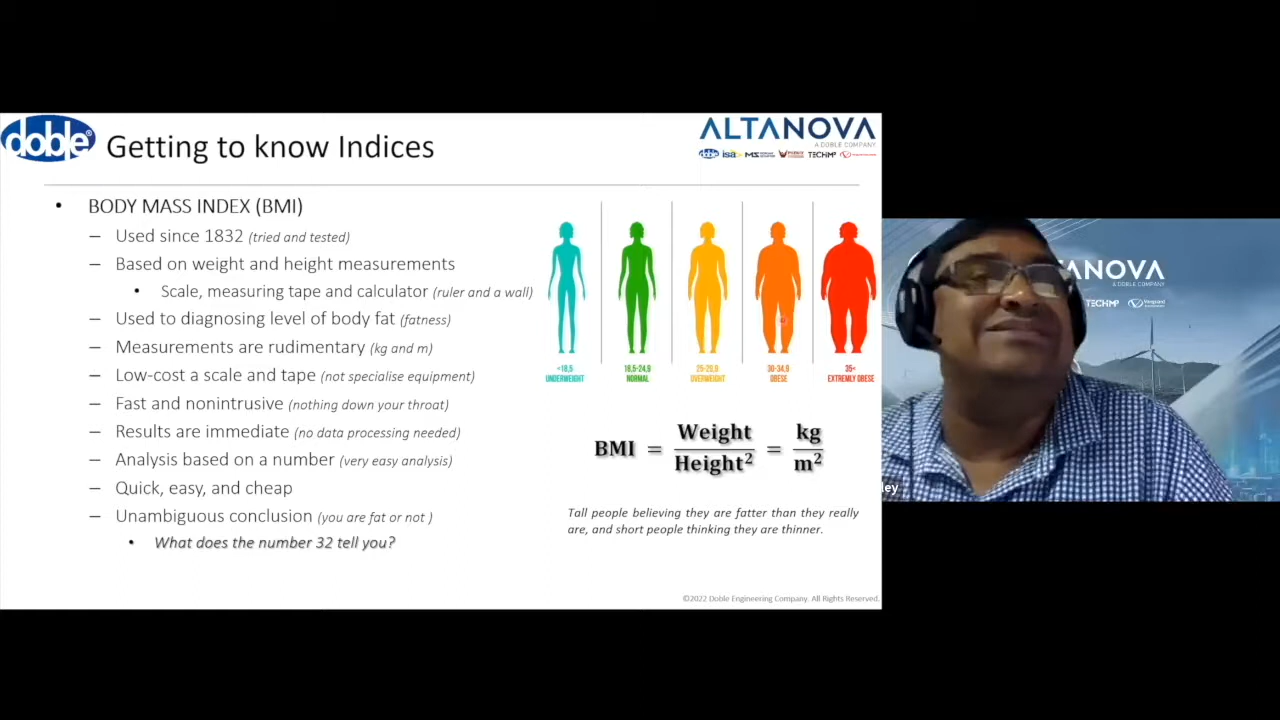 doble®
Getting to know Indices
ALTANOVA
A DOBLE COMPANY
doble isa TECHIMP
• BODY MASS INDEX (BMI)
– Used since 1832 (tried and tested)
– Based on weight and height measurements
• Scale, measuring tape and calculator (ruler and a wall)
– Used to diagnosing level of body fat (fatness)
– Measurements are rudimentary (kg and m)
– Low-cost a scale and tape (not specialise equipment)
– Fast and nonintrusive (nothing down your throat)
– Results are immediate (no data processing needed)
– Analysis based on a number (very easy analysis)
– Quick, easy, and cheap
– Unambiguous conclusion (you are fat or not )
• What does the number 32 tell you?
<18,5 18,5-24,9 25-29,9 30-34,9 35<
UNDERWEIGHT NORMAL OVERWEIGHT OBESE EXTREMLY OBESE
BMI = Weight / Height² = kg / m²
Tall people believing they are fatter than they really
are, and short people thinking they are thinner.
©2022 Doble Engineering Company. All Rights Reserved.
TANOVA
A DOBLE COMPANY
TECHIMP
ley